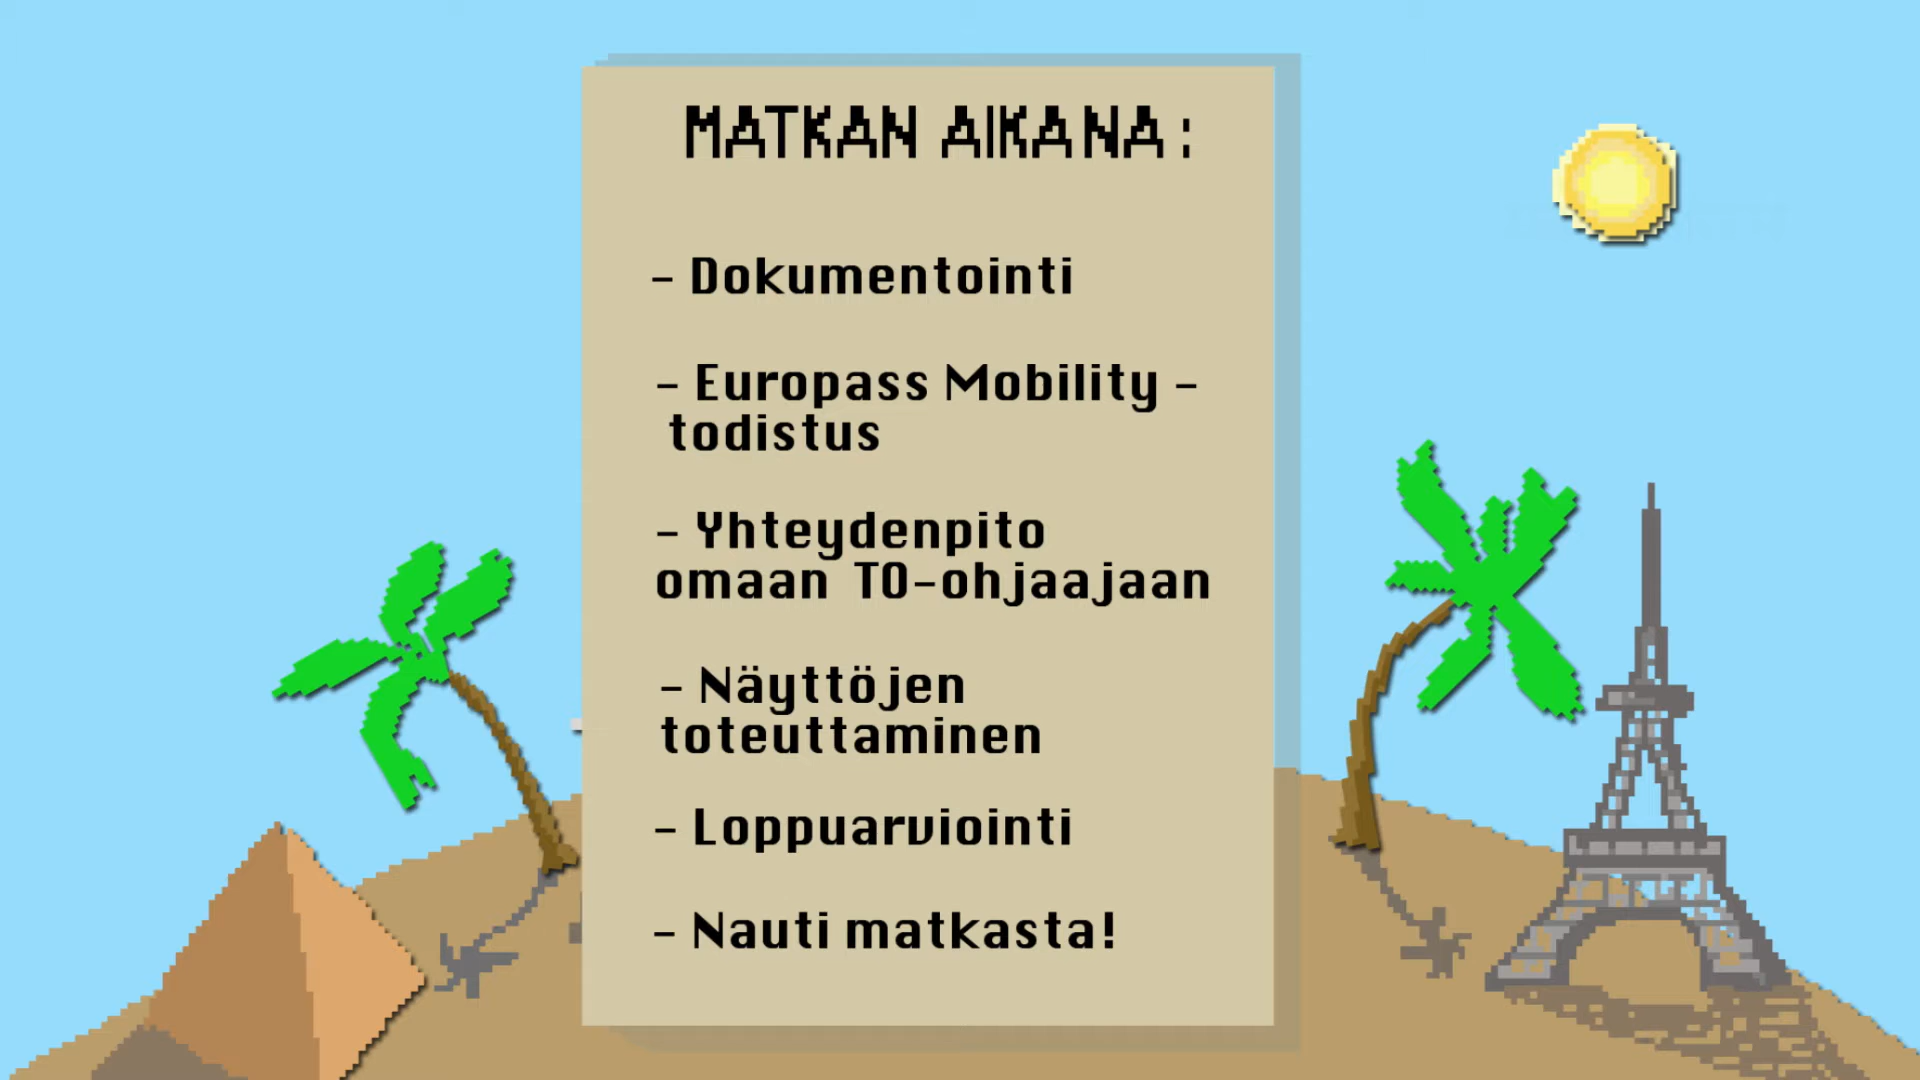 MATKAN AIKANA:
- Dokumentointi
- Europass Mobility -
todistus
- Yhteydenpito
omaan TO-ohjaajaan
- Näyttöjen
toteuttaminen
- Loppuarviointi
- Nauti matkasta!